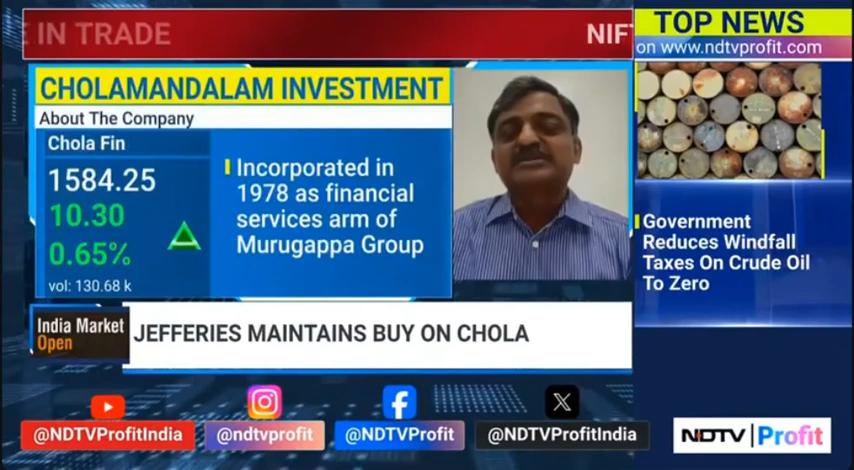 E IN TRADE
NIFT
TOP NEWS
on www.ndtvprofit.com
CHOLAMANDALAM INVESTMENT
About The Company
Chola Fin
1584.25
10.30
0.65%
vol: 130.68 k
Incorporated in
1978 as financial
services arm of
Murugappa Group
Government
Reduces Windfall
Taxes On Crude Oil
To Zero
India Market
Open
JEFFERIES MAINTAINS BUY ON CHOLA
@NDTVProfitIndia
@ndtvprofit
@NDTVProfit
@NDTVProfitIndia
NDTV Profit